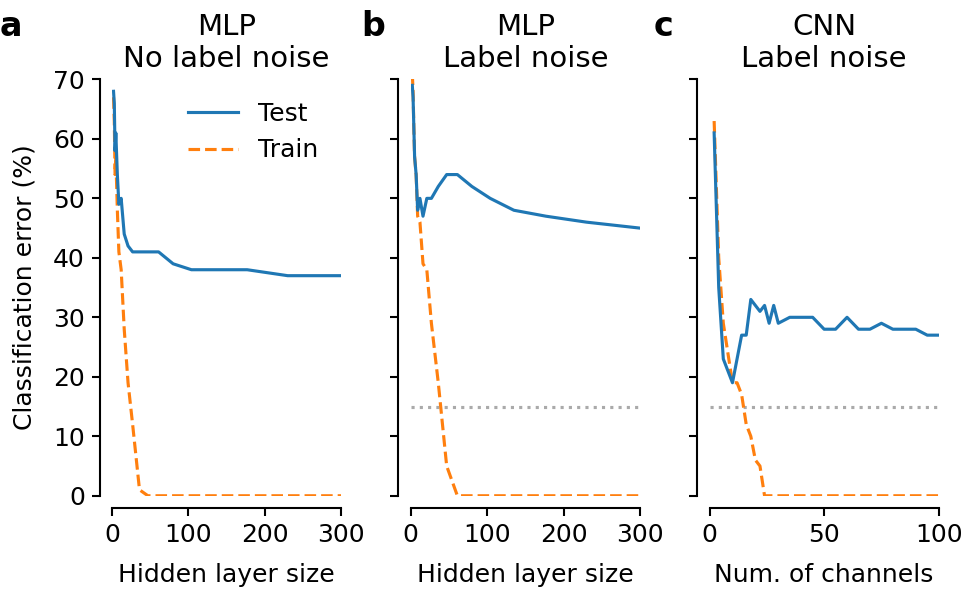 a
MLP
No label noise
b
MLP
Label noise
c
CNN
Label noise
Classification error (%)
70
60
50
40
30
20
10
0
Test
Train
0 100 200 300
Hidden layer size
0 100 200 300
Hidden layer size
0 50 100
Num. of channels